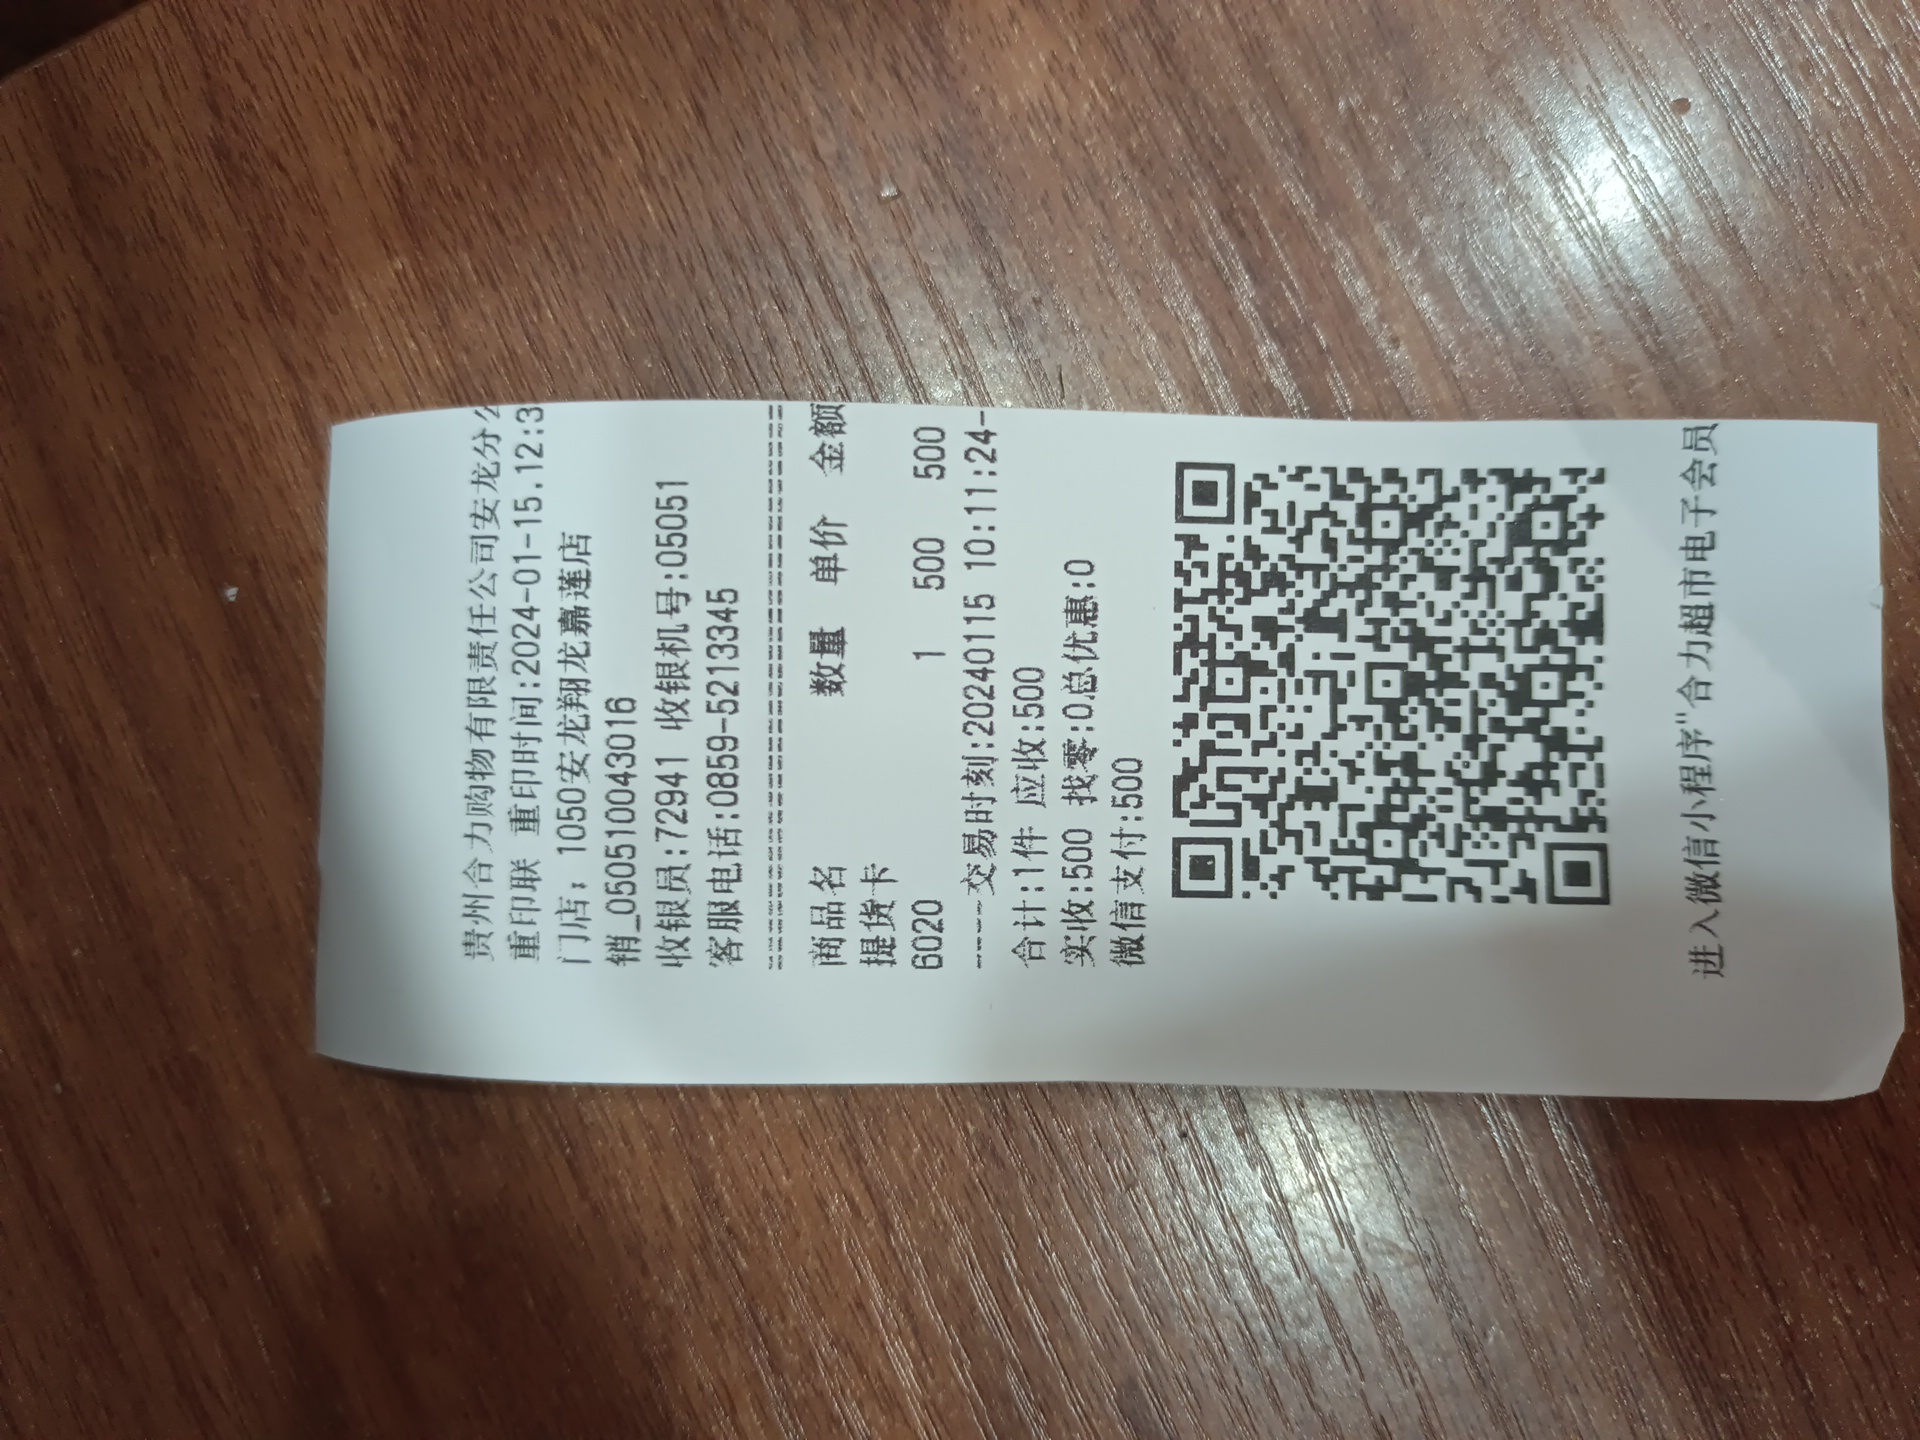 贵州合力购物有限责任公司安龙分公
重印联 重印时间:2024-01-15.12:3
门店: 1050安龙翔龙嘉莲店
销_050510043016
收银员:72941 收银机号:05051
客服电话:0859-5213345
商品名 数量 单价 金额
提货卡
6020 1 500 500
----交易时刻:20240115 10:11:24-
合计:1件 应收:500
实收:500 找零:0总优惠:0
微信支付:500
进入微信小程序"合力超市电子会员